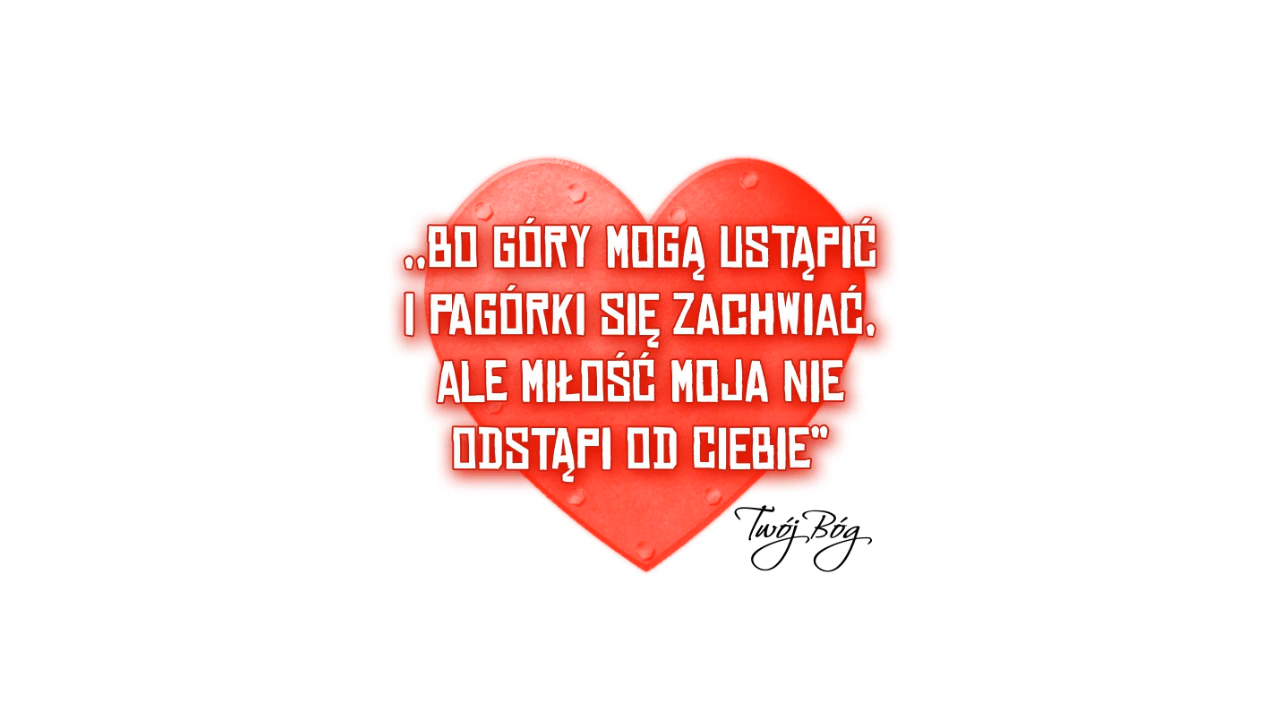 ,,BO GÓRY MOGĄ USTĄPIĆ
I PAGÓRKI SIĘ ZACHWIAĆ,
ALE MIŁOŚĆ MOJA NIE
ODSTĄPI OD CIEBIE"
Twój Bóg